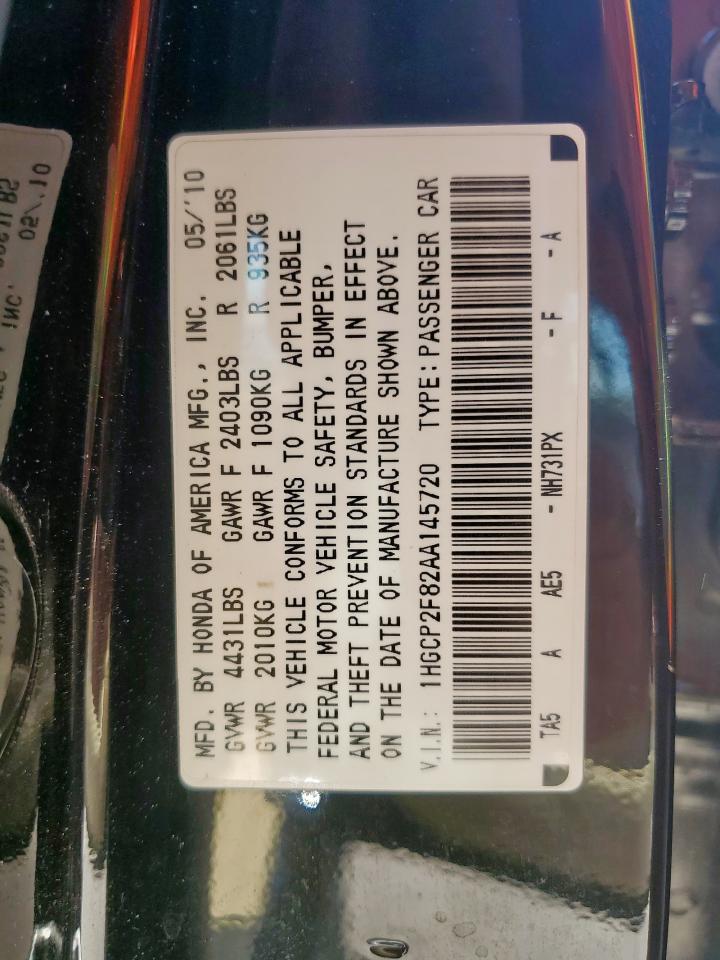 MFD. BY HONDA OF AMERICA MFG., INC. 05/'10
GVWR 4431LBS GAWR F 2403LBS R 2061LBS
GVWR 2010KG GAWR F 1090KG R 935KG
THIS VEHICLE CONFORMS TO ALL APPLICABLE
FEDERAL MOTOR VEHICLE SAFETY, BUMPER,
AND THEFT PREVENTION STANDARDS IN EFFECT
ON THE DATE OF MANUFACTURE SHOWN ABOVE.
V.I.N.: 1HGCP2F82AA145720 TYPE:PASSENGER CAR
TA5 A AE5 - NH731PX - F - A